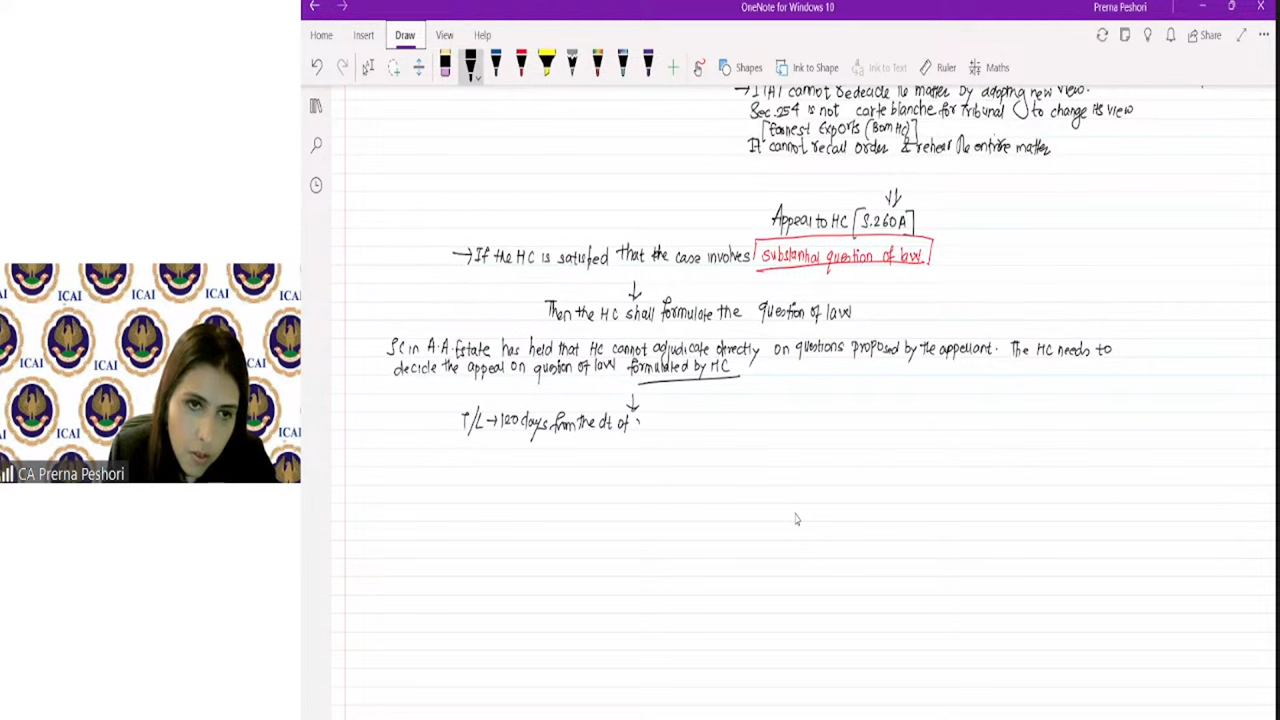 OneNote for Windows 10
Prerna Peshori
Home Insert Draw View Help
Share
Shapes Ink to Shape Ink to Text Ruler Maths
→ ITAT cannot redecide the matter by adopting new view.
Sec. 254 is not carte blanche for Tribunal to change its view
[Earnest Exports (Bom HC)]
It cannot recall order & rehear the entire matter
Appeal to HC [S.260A]
→ If the HC is satisfied that the case involves substantial question of law
Then the HC shall formulate the question of law
SC in A.A.Estate has held that HC cannot adjudicate directly on questions proposed by the appellant. The HC needs to
decide the appeal on question of law formulated by HC
T/L → 120 days from the dt of
ICAI
ICAI
ICAI
ICAI
CA Prerna Peshori